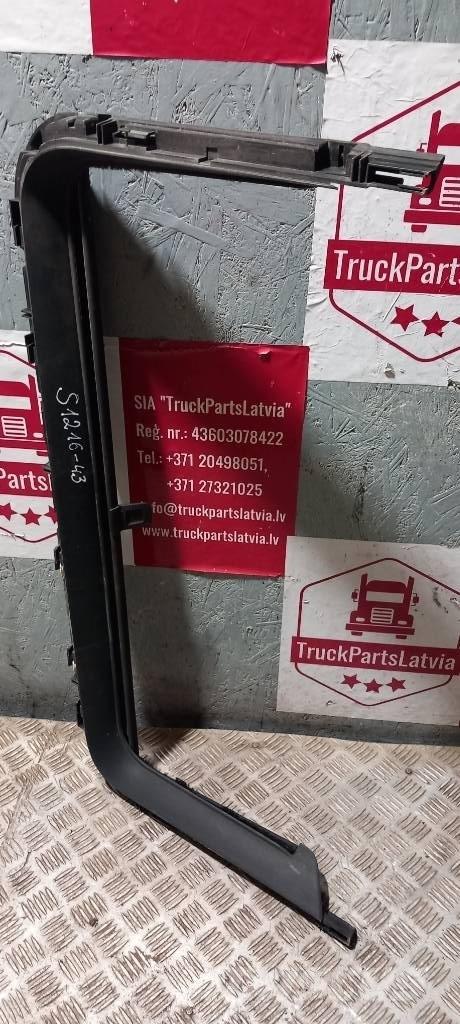 TruckParts
S1216-43
SIA "TruckPartsLatvia"
Reģ. nr.: 43603078422
Tel.: +371 20498051,
+371 27321025
info@truckpartslatvia.lv
www.truckpartslatvia.lv
TruckPartsLatvia